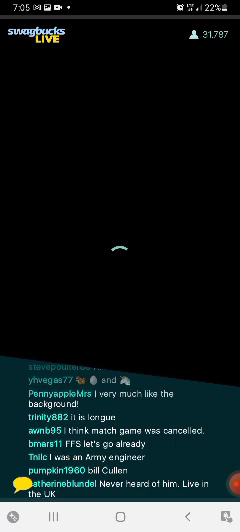 7:05
22%
swagbucks
LIVE
31,797
yhvegas77 and
PennyappleMrs I very much like the
background!
trinity882 it is longue
awnb95 I think match game was cancelled.
bmars11 FFS let's go already
Tnllc I was an Army engineer
pumpkin1960 bill Cullen
atherineblundel Never heard of him. Live in
the UK